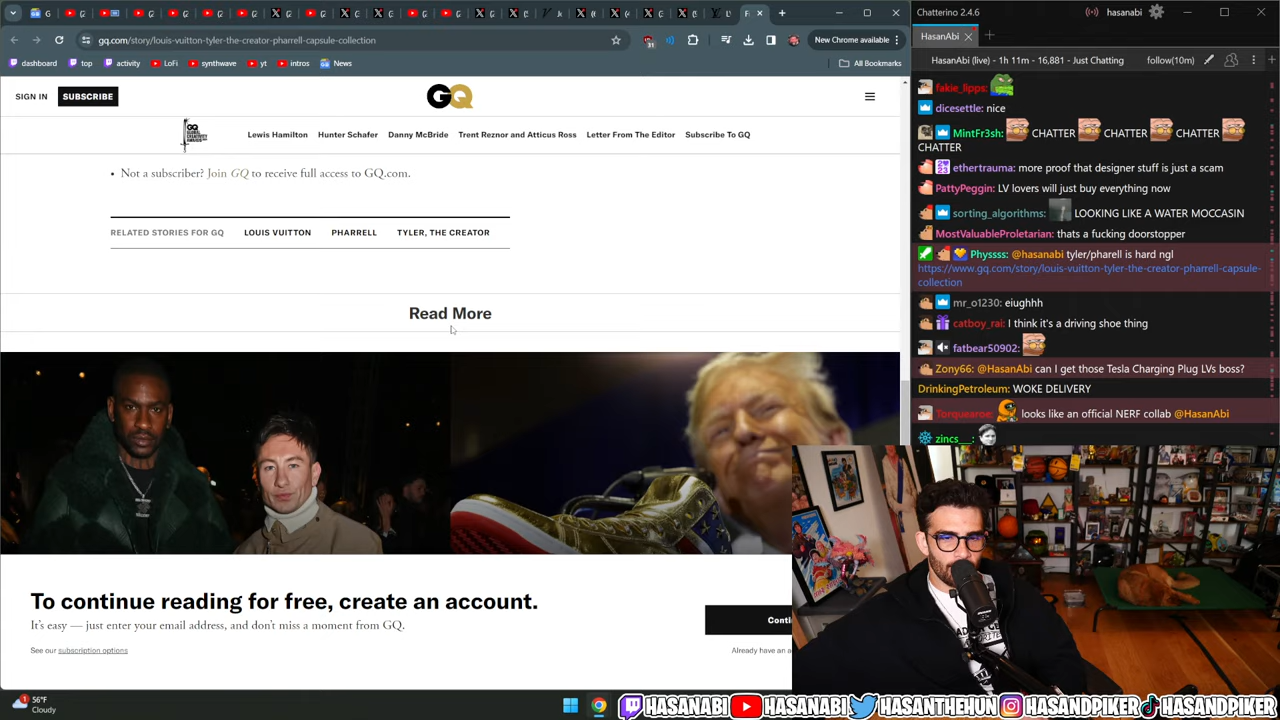 Chatterino 2.4.6
hasanabi
gq.com/story/louis-vuitton-tyler-the-creator-pharrell-capsule-collection
31
New Chrome available
HasanAbi
dashboard
top
activity
LoFi
synthwave
yt
intros
News
All Bookmarks
HasanAbi (live) - 1h 11m - 16,881 - Just Chatting
follow(10m)
SIGN IN
SUBSCRIBE
GQ
Lewis Hamilton
Hunter Schafer
Danny McBride
Trent Reznor and Atticus Ross
Letter From The Editor
Subscribe To GQ
• Not a subscriber? Join GQ to receive full access to GQ.com.
RELATED STORIES FOR GQ
LOUIS VUITTON
PHARRELL
TYLER, THE CREATOR
Read More
To continue reading for free, create an account.
It's easy — just enter your email address, and don't miss a moment from GQ.
See our subscription options
Conti
Already have an a
fakie_lipps:
dicesettle: nice
MintFr3sh: CHATTER CHATTER CHATTER
CHATTER
ethertrauma: more proof that designer stuff is just a scam
PattyPeggin: LV lovers will just buy everything now
sorting_algorithms: LOOKING LIKE A WATER MOCCASIN
MostValuableProletarian: thats a fucking doorstopper
Physsss: @hasanabi tyler/pharell is hard ngl
https://www.gq.com/story/louis-vuitton-tyler-the-creator-pharrell-capsule-
collection
mr_o1230: eiughhh
catboy_rai: I think it's a driving shoe thing
fatbear50902:
Zony66: @HasanAbi can I get those Tesla Charging Plug LVs boss?
DrinkingPetroleum: WOKE DELIVERY
Torquearoe: looks like an official NERF collab @HasanAbi
zincs___:
56°F
Cloudy
HASANABI
HASANABI
HASANTHEHUN
HASANDPIKER
HASANDPIKER